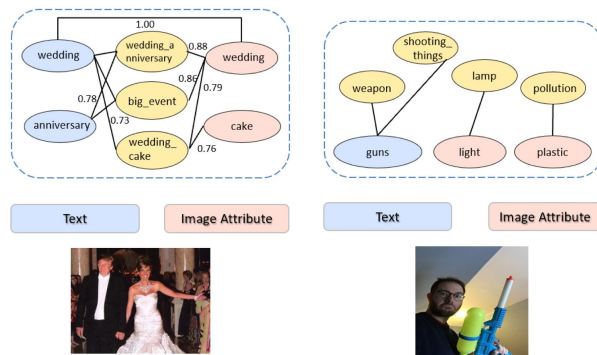 1.00
wedding
wedding_a
nniversary
0.88
wedding
0.86
0.79
big_event
0.78
anniversary
0.73
wedding_
cake
0.76
cake
shooting_
things
weapon
lamp
pollution
guns
light
plastic
Text
Image Attribute
Text
Image Attribute